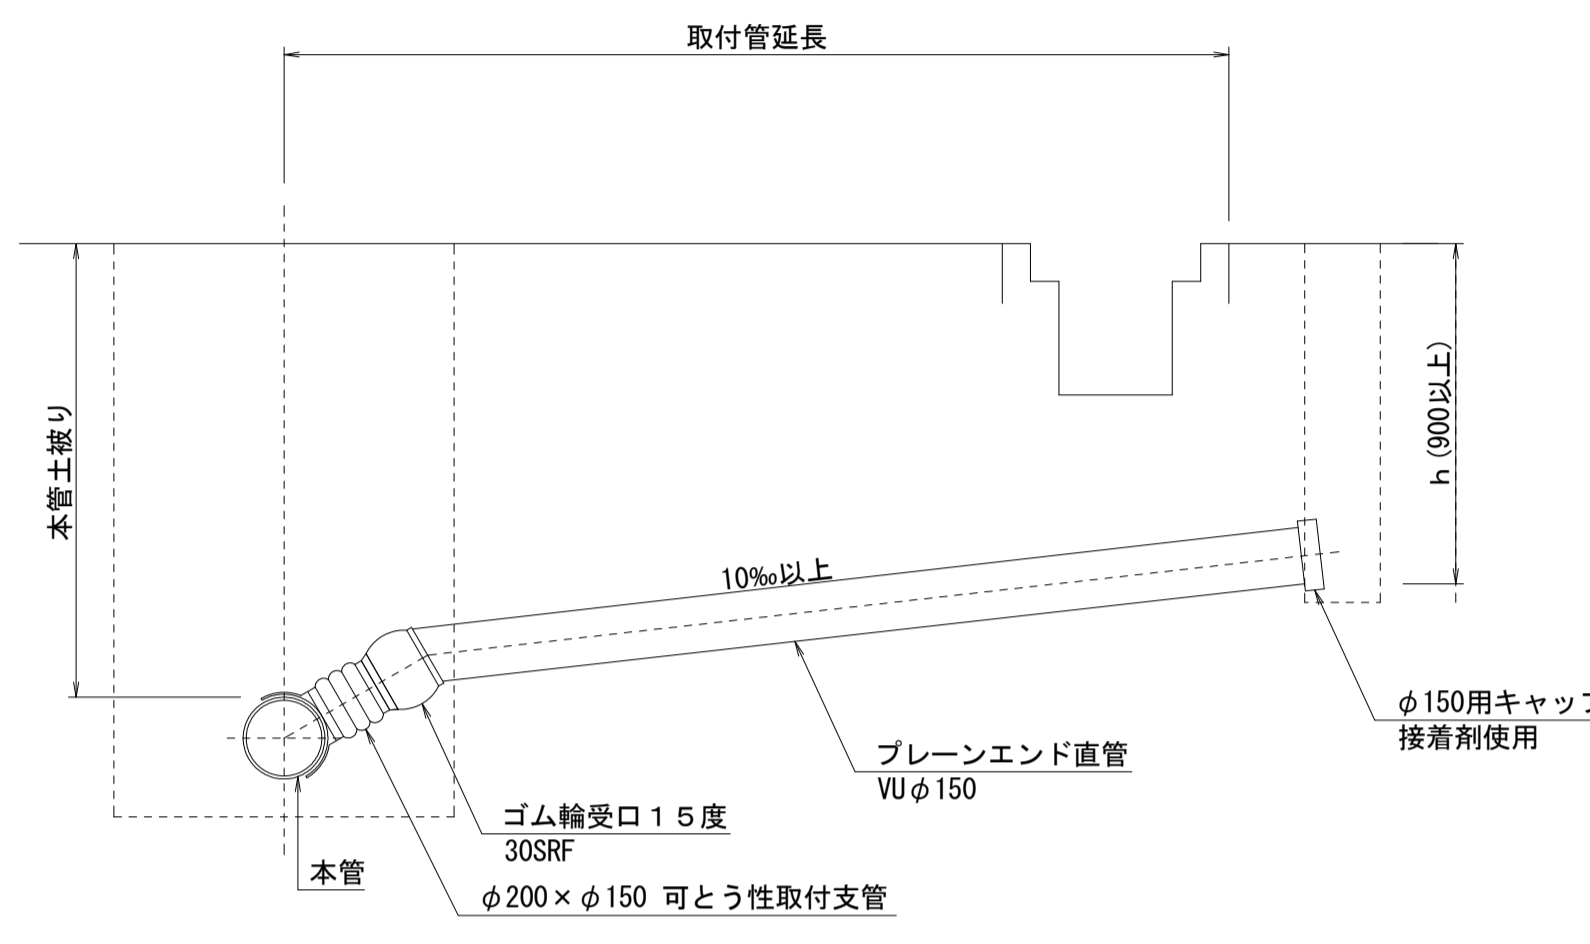 取付管延長
本管土被り
h(900以上)
10‰以上
φ150用キャップ
接着剤使用
プレーンエンド直管
VUφ150
ゴム輪受口１５度
30SRF
本管
φ200×φ150 可とう性取付支管